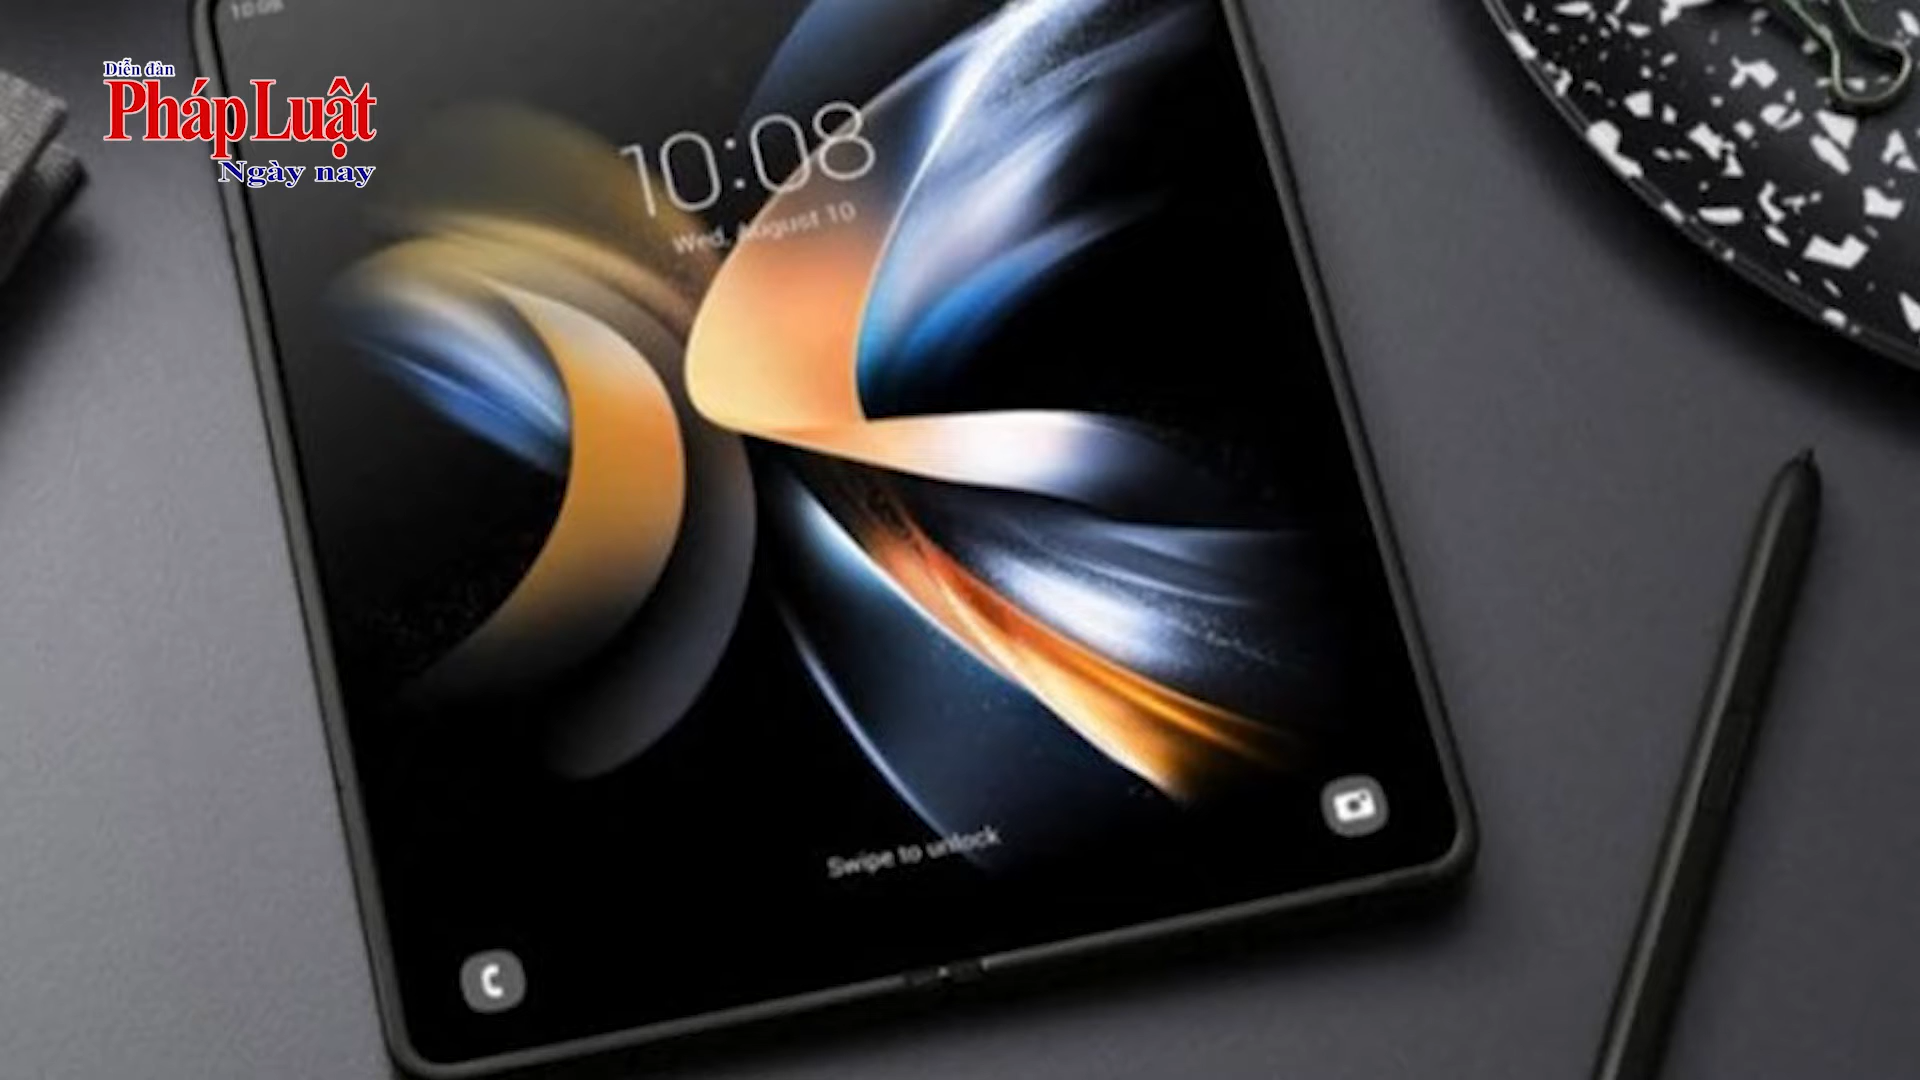 10:08
Diễn đàn
Pháp Luật
Ngày nay
10:08
Wed, August 10
Swipe to unlock